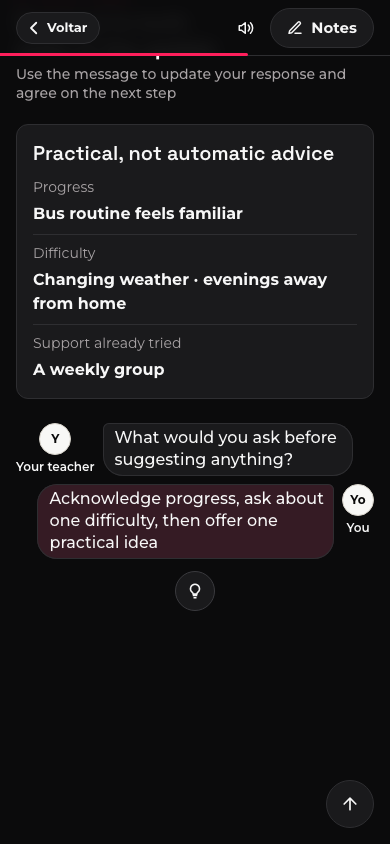 Voltar
Notes
Use the message to update your response and
agree on the next step
Practical, not automatic advice
Progress
Bus routine feels familiar
Difficulty
Changing weather · evenings away
from home
Support already tried
A weekly group
Y
Your teacher
What would you ask before
suggesting anything?
Acknowledge progress, ask about
one difficulty, then offer one
practical idea
Yo
You